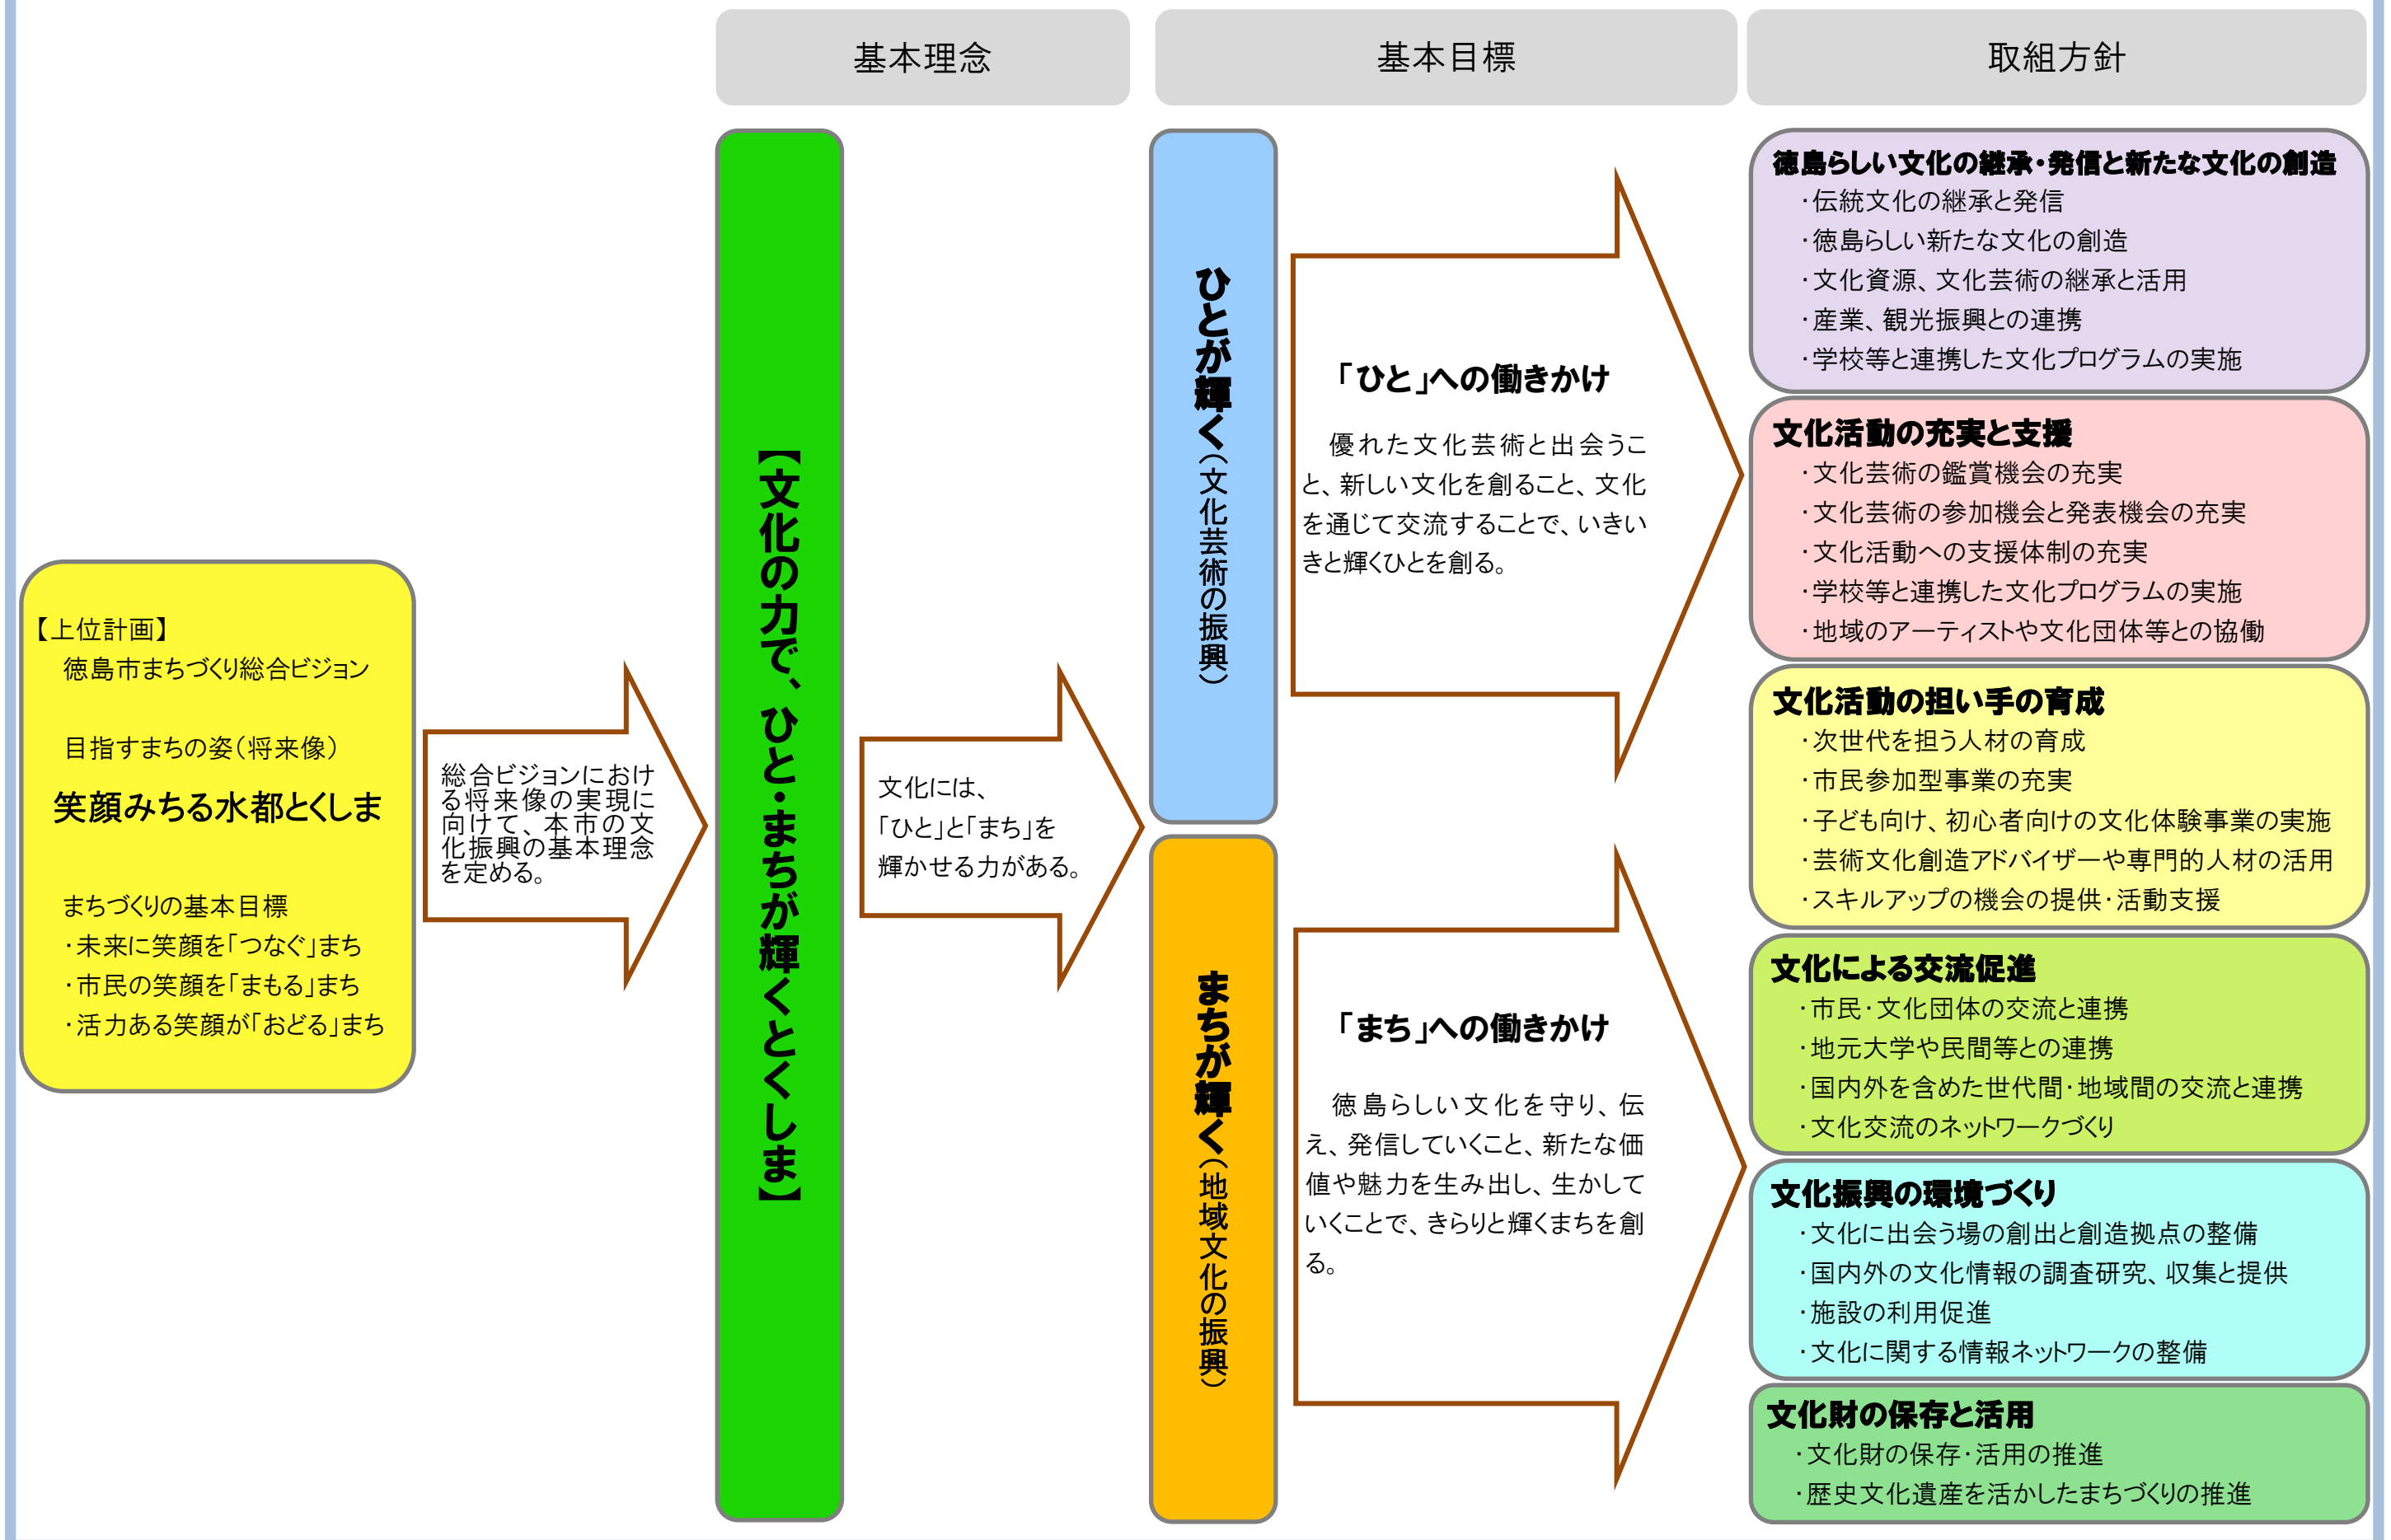 基本理念
基本目標
取組方針
【上位計画】
徳島市まちづくり総合ビジョン
目指すまちの姿（将来像）
笑顔みちる水都とくしま
まちづくりの基本目標
・未来に笑顔を「つなぐ」まち
・市民の笑顔を「まもる」まち
・活力ある笑顔が「おどる」まち
総合ビジョンにおけ
る将来像の実現に
向けて、本市の文
化振興の基本理念
を定める。
【文化の力で、ひと・まちが輝くとくしま】
文化には、
「ひと」と「まち」を
輝かせる力がある。
ひとが輝く（文化芸術の振興）
「ひと」への働きかけ
優れた文化芸術と出会うこ
と、新しい文化を創ること、文化
を通じて交流することで、いきい
きと輝くひとを創る。
まちが輝く（地域文化の振興）
「まち」への働きかけ
徳島らしい文化を守り、伝
え、発信していくこと、新たな価
値や魅力を生み出し、生かして
いくことで、きらりと輝くまちを創
る。
徳島らしい文化の継承・発信と新たな文化の創造
・伝統文化の継承と発信
・徳島らしい新たな文化の創造
・文化資源、文化芸術の継承と活用
・産業、観光振興との連携
・学校等と連携した文化プログラムの実施
文化活動の充実と支援
・文化芸術の鑑賞機会の充実
・文化芸術の参加機会と発表機会の充実
・文化活動への支援体制の充実
・学校等と連携した文化プログラムの実施
・地域のアーティストや文化団体等との協働
文化活動の担い手の育成
・次世代を担う人材の育成
・市民参加型事業の充実
・子ども向け、初心者向けの文化体験事業の実施
・芸術文化創造アドバイザーや専門的人材の活用
・スキルアップの機会の提供・活動支援
文化による交流促進
・市民・文化団体の交流と連携
・地元大学や民間等との連携
・国内外を含めた世代間・地域間の交流と連携
・文化交流のネットワークづくり
文化振興の環境づくり
・文化に出会う場の創出と創造拠点の整備
・国内外の文化情報の調査研究、収集と提供
・施設の利用促進
・文化に関する情報ネットワークの整備
文化財の保存と活用
・文化財の保存・活用の推進
・歴史文化遺産を活かしたまちづくりの推進